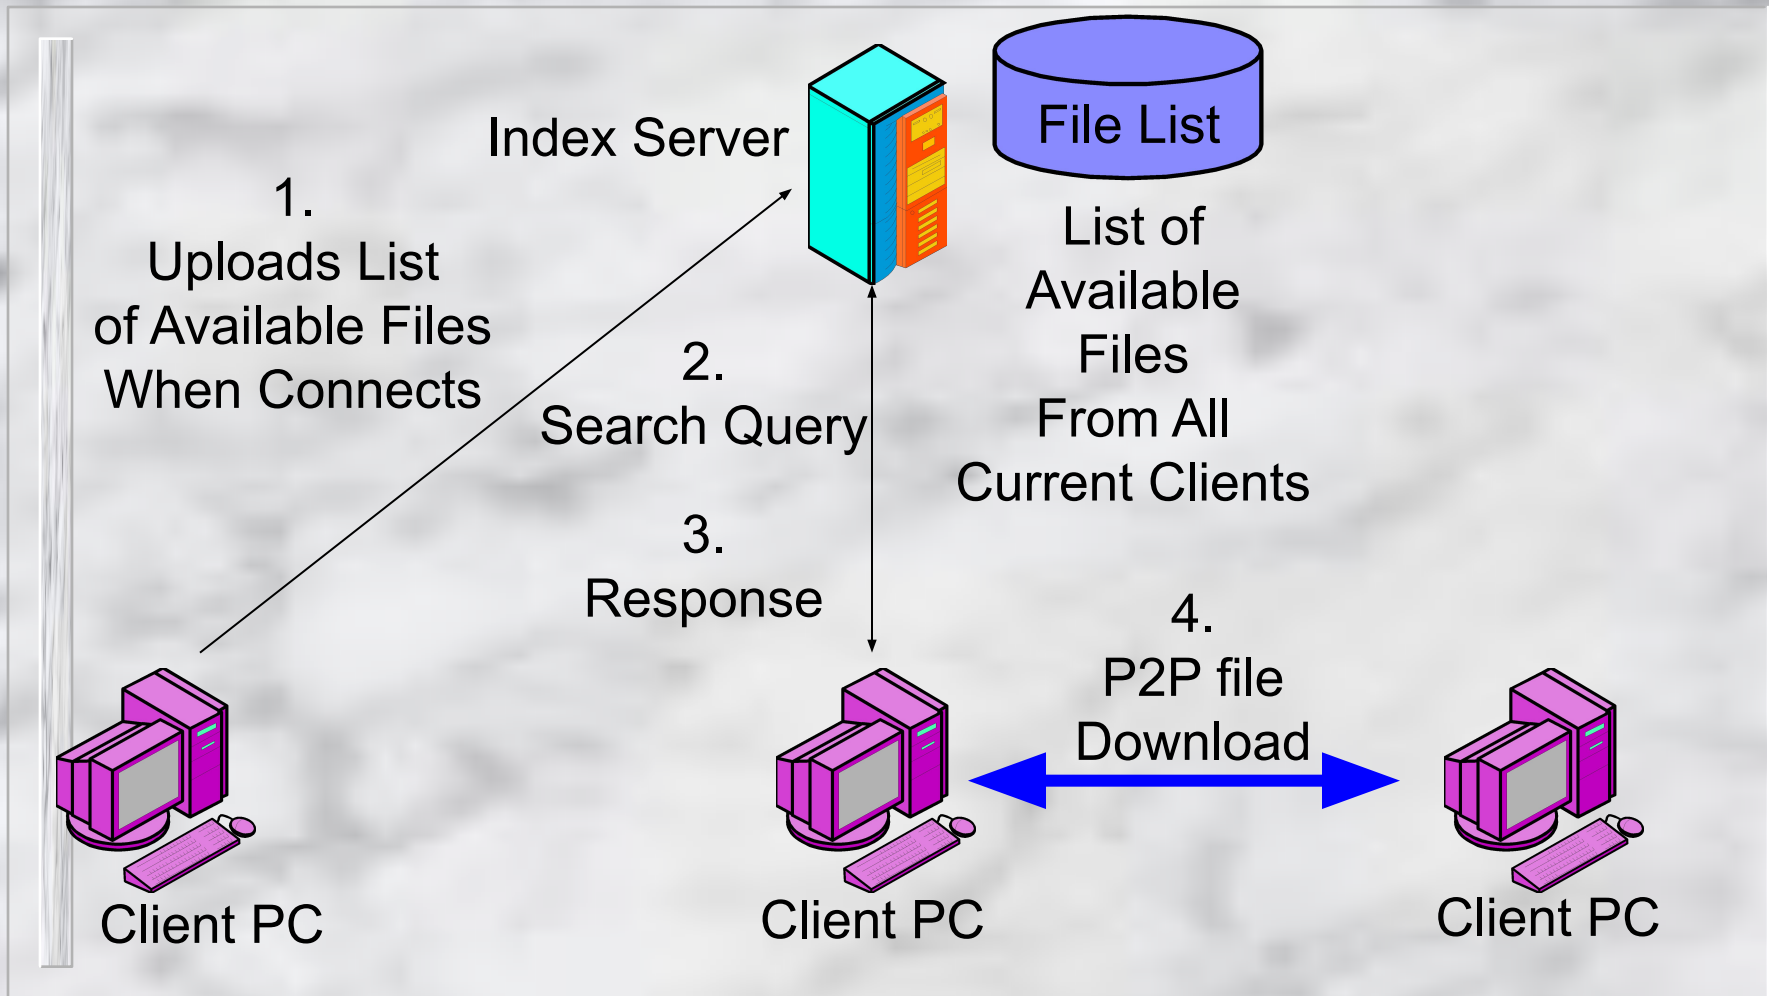 Index Server
File List
1.
Uploads List
of Available Files
When Connects
List of
Available
Files
From All
Current Clients
2.
Search Query
3.
Response
4.
P2P file
Download
Client PC
Client PC
Client PC